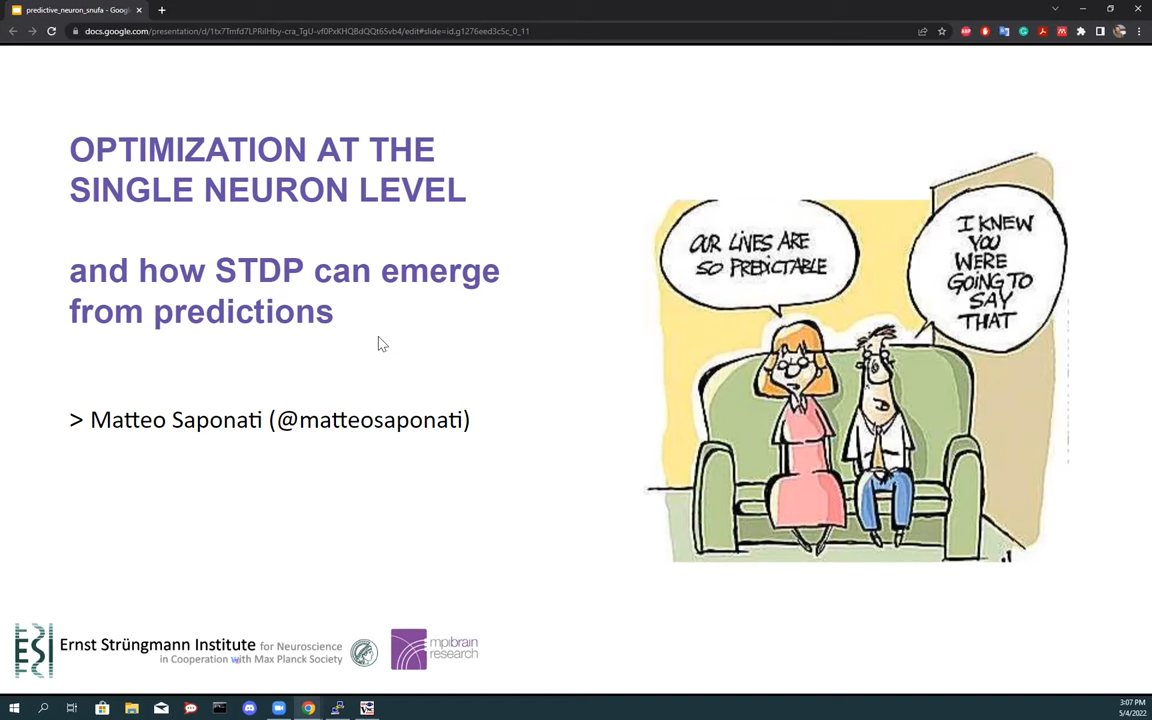 predictive_neuron_snufa - Goog
docs.google.com/presentation/d/1tx7Tmfd7LPRilHby-cra_TgU-vf0PxKHQBdQQt65vb4/edit#slide=id.g1276eed3c5c_0_11
OPTIMIZATION AT THE
SINGLE NEURON LEVEL
and how STDP can emerge
from predictions
> Matteo Saponati (@matteosaponati)
OUR LIVES ARE
SO PREDICTABLE
I KNEW
YOU
WERE
GOING TO
SAY
THAT
ESI
Ernst Strüngmann Institute for Neuroscience
in Cooperation with Max Planck Society
mpibrain
research
3:07 PM
5/4/2022